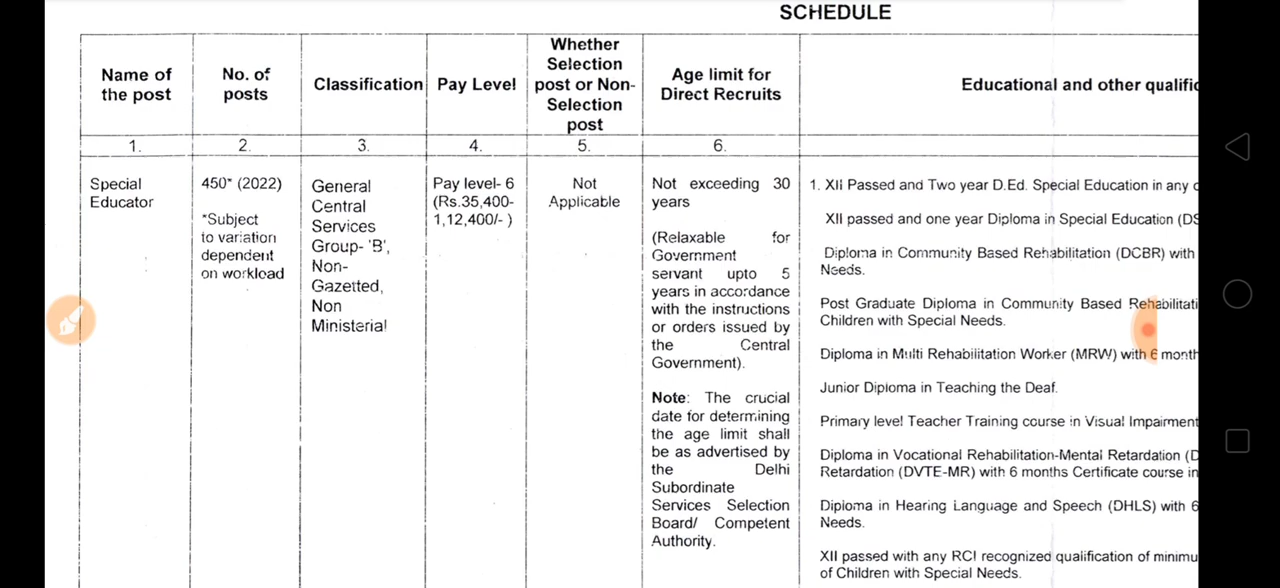 SCHEDULE
Name of
the post
No. of
posts
Classification
Pay Level
Whether
Selection
post or Non-
Selection
post
Age limit for
Direct Recruits
Educational and other qualific
1.
2.
3.
4.
5.
6.
Special
Educator
450* (2022)
*Subject
to variation
dependent
on workload
General
Central
Services
Group- 'B',
Non-
Gazetted,
Non
Ministerial
Pay level- 6
(Rs.35,400-
1,12,400/- )
Not
Applicable
Not exceeding 30
years
(Relaxable for
Government
servant upto 5
years in accordance
with the instructions
or orders issued by
the Central
Government).
Note: The crucial
date for determining
the age limit shall
be as advertised by
the Delhi
Subordinate
Services Selection
Board/ Competent
Authority.
1. XII Passed and Two year D.Ed. Special Education in any
XII passed and one year Diploma in Special Education (DS
Diploma in Community Based Rehabilitation (DCBR) with
Needs.
Post Graduate Diploma in Community Based Rehabilitati
Children with Special Needs.
Diploma in Multi Rehabilitation Worker (MRW) with 6 month
Junior Diploma in Teaching the Deaf.
Primary level Teacher Training course in Visual Impairment
Diploma in Vocational Rehabilitation-Mental Retardation (D
Retardation (DVTE-MR) with 6 months Certificate course in
Diploma in Hearing Language and Speech (DHLS) with 6
Needs.
XII passed with any RCI recognized qualification of minimu
of Children with Special Needs.